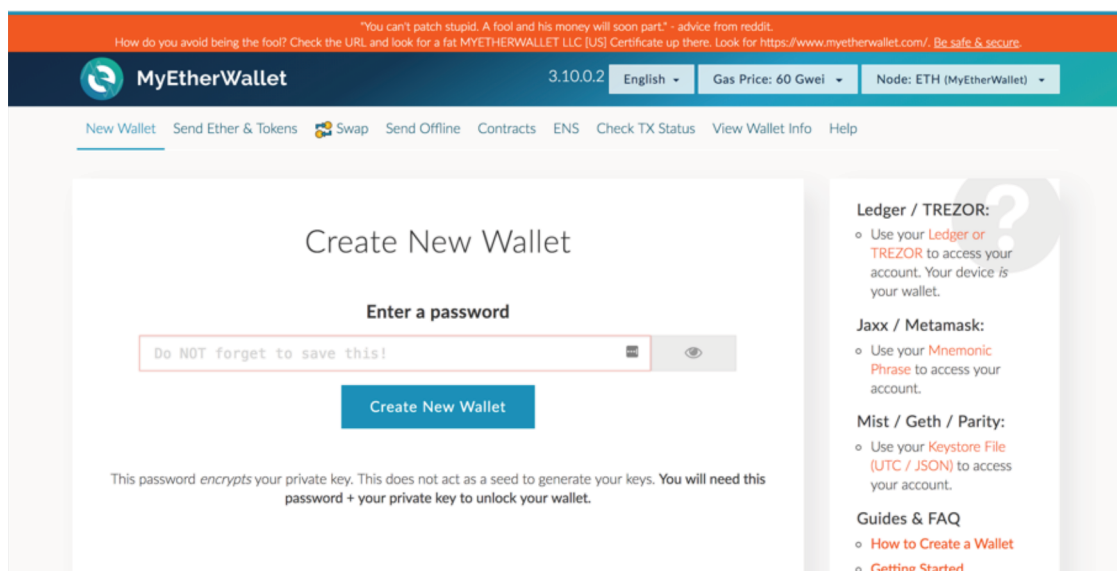 "You can't patch stupid. A fool and his money will soon part." - advice from reddit.
How do you avoid being the fool? Check the URL and look for a fat MYETHERWALLET LLC [US] Certificate up there. Look for https://www.myetherwallet.com/. Be safe & secure.
MyEtherWallet
3.10.0.2
English
Gas Price: 60 Gwei
Node: ETH (MyEtherWallet)
New Wallet Send Ether & Tokens Swap Send Offline Contracts ENS Check TX Status View Wallet Info Help
Create New Wallet
Enter a password
Do NOT forget to save this!
Create New Wallet
This password encrypts your private key. This does not act as a seed to generate your keys. You will need this
password + your private key to unlock your wallet.
?
Ledger / TREZOR:
Use your Ledger or
TREZOR to access your
account. Your device is
your wallet.
Jaxx / Metamask:
Use your Mnemonic
Phrase to access your
account.
Mist / Geth / Parity:
Use your Keystore File
(UTC / JSON) to access
your account.
Guides & FAQ
How to Create a Wallet
Getting Started